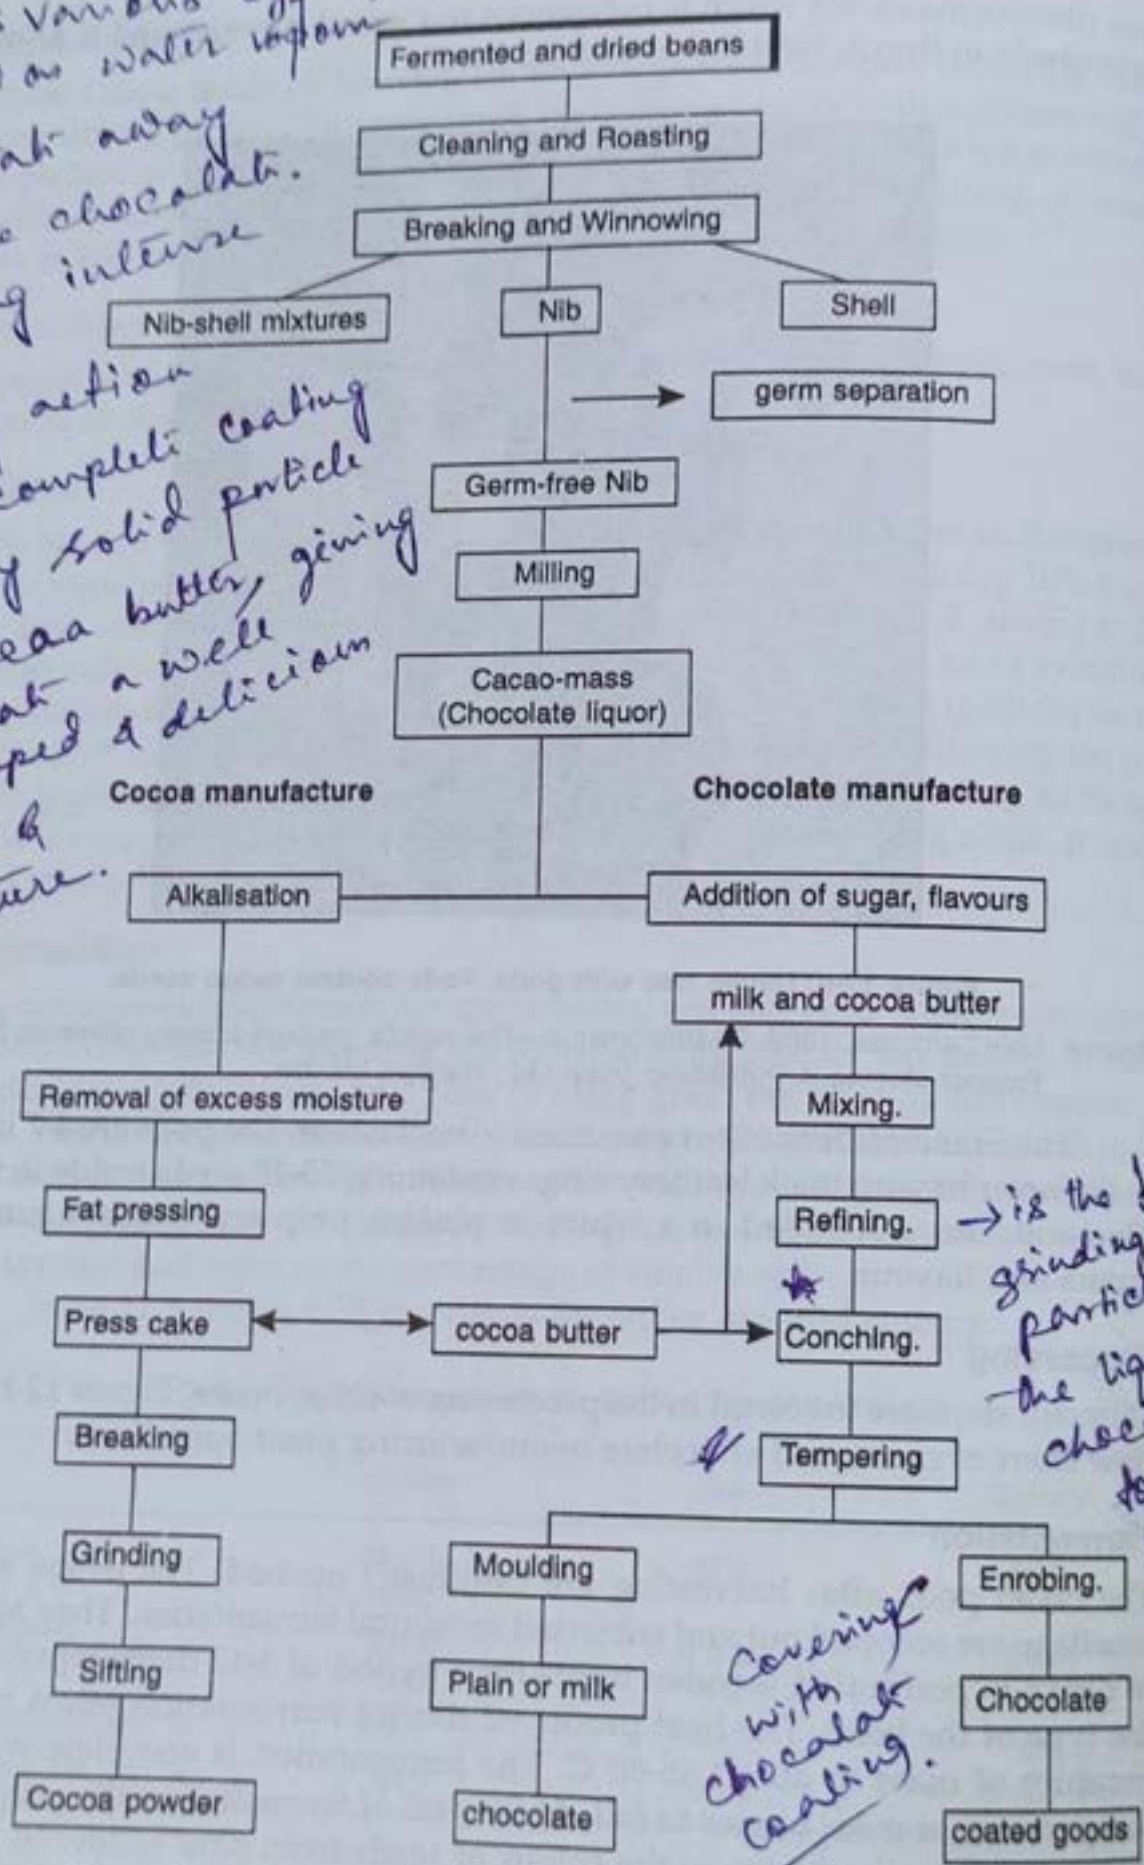 various
as water vapour
away
chocolate.
intense
action
complete coating
solid particle
butter, giving
a well
& delicious
&
Fermented and dried beans
Cleaning and Roasting
Breaking and Winnowing
Nib-shell mixtures
Nib
Shell
germ separation
Germ-free Nib
Milling
Cacao-mass
(Chocolate liquor)
Cocoa manufacture
Chocolate manufacture
Alkalisation
Addition of sugar, flavours
milk and cocoa butter
Removal of excess moisture
Mixing.
Fat pressing
Refining.
→ is the
grinding
the
Press cake
cocoa butter
Conching.
Breaking
Tempering
Grinding
Moulding
Enrobing.
Covering
with
chocolate
coating.
Sifting
Plain or milk
Chocolate
Cocoa powder
chocolate
coated goods